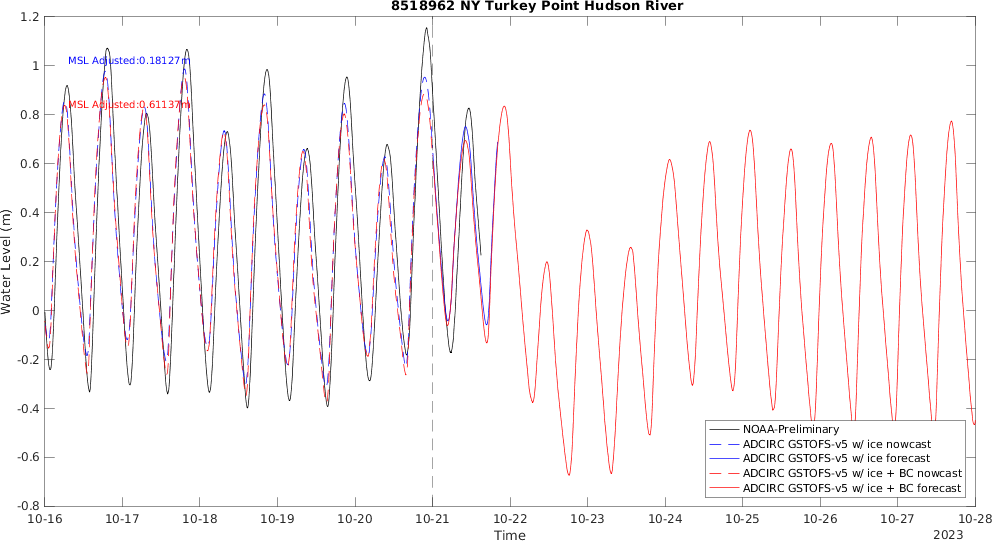 8518962 NY Turkey Point Hudson River
1.2
1
0.8
0.6
0.4
0.2
0
-0.2
-0.4
-0.6
-0.8
Water Level (m)
MSL Adjusted:0.18127m
MSL Adjusted:0.61137m
NOAA-Preliminary
ADCIRC GSTOFS-v5 w/ ice nowcast
ADCIRC GSTOFS-v5 w/ ice forecast
ADCIRC GSTOFS-v5 w/ ice + BC nowcast
ADCIRC GSTOFS-v5 w/ ice + BC forecast
10-16 10-17 10-18 10-19 10-20 10-21 10-22 10-23 10-24 10-25 10-26 10-27 10-28
Time
2023